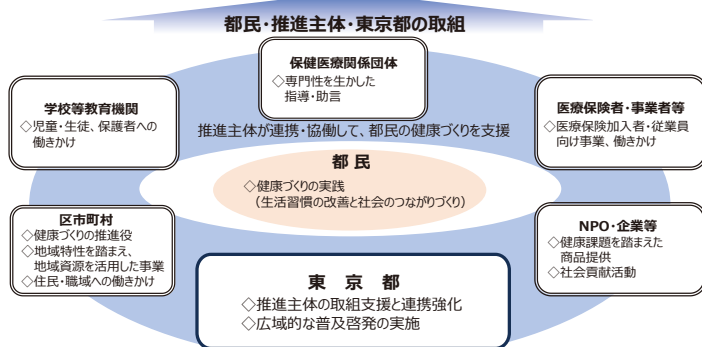 都民・推進主体・東京都の取組
保健医療関係団体
◇専門性を生かした
指導・助言
学校等教育機関
◇児童・生徒、保護者への
働きかけ
医療保険者・事業者等
◇医療保険加入者・従業員
向け事業、働きかけ
推進主体が連携・協働して、都民の健康づくりを支援
都民
◇健康づくりの実践
（生活習慣の改善と社会のつながりづくり）
区市町村
◇健康づくりの推進役
◇地域特性を踏まえ、
地域資源を活用した事業
◇住民・職域への働きかけ
NPO・企業等
◇健康課題を踏まえた
商品提供
◇社会貢献活動
東京都
◇推進主体の取組支援と連携強化
◇広域的な普及啓発の実施